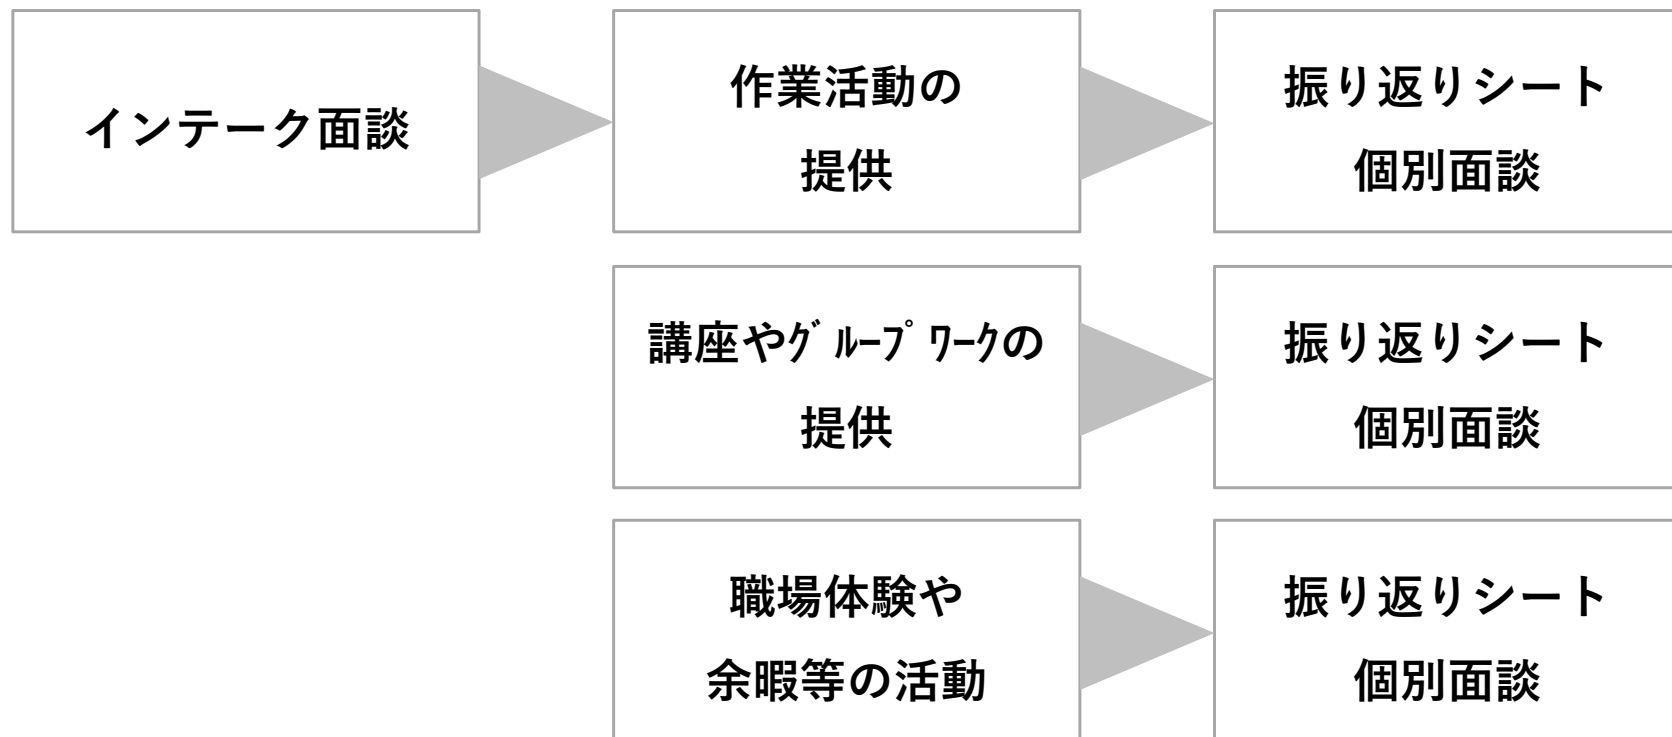 インテーク面談
作業活動の
提供
振り返りシート
個別面談
講座やｸﾞﾙｰﾌﾟﾜｰｸの
提供
振り返りシート
個別面談
職場体験や
余暇等の活動
振り返りシート
個別面談